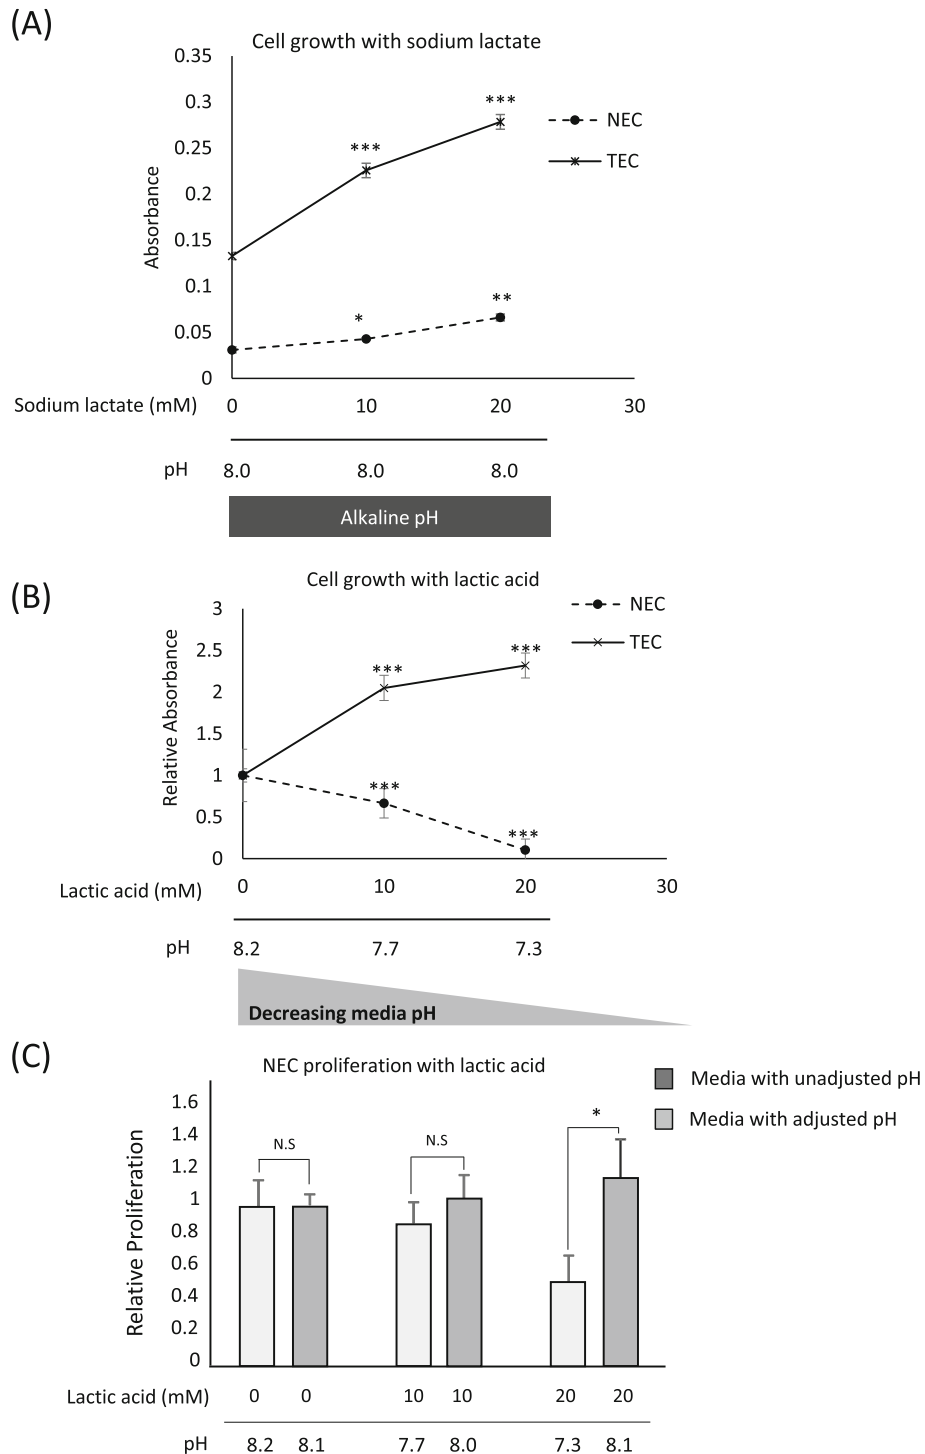 (A)
Cell growth with sodium lactate
0.35
0.3
0.25
0.2
0.15
0.1
0.05
0
Absorbance
***
***
*
**
NEC
TEC
Sodium lactate (mM) 0 10 20 30
pH 8.0 8.0 8.0
Alkaline pH
(B)
Cell growth with lactic acid
3
2.5
2
1.5
1
0.5
0
Relative Absorbance
***
***
***
***
NEC
TEC
Lactic acid (mM) 0 10 20 30
pH 8.2 7.7 7.3
Decreasing media pH
(C)
NEC proliferation with lactic acid
Media with unadjusted pH
Media with adjusted pH
1.6
1.4
1.2
1
0.8
0.6
0.4
0.2
0
Relative Proliferation
N.S
N.S
*
Lactic acid (mM) 0 0 10 10 20 20
pH 8.2 8.1 7.7 8.0 7.3 8.1